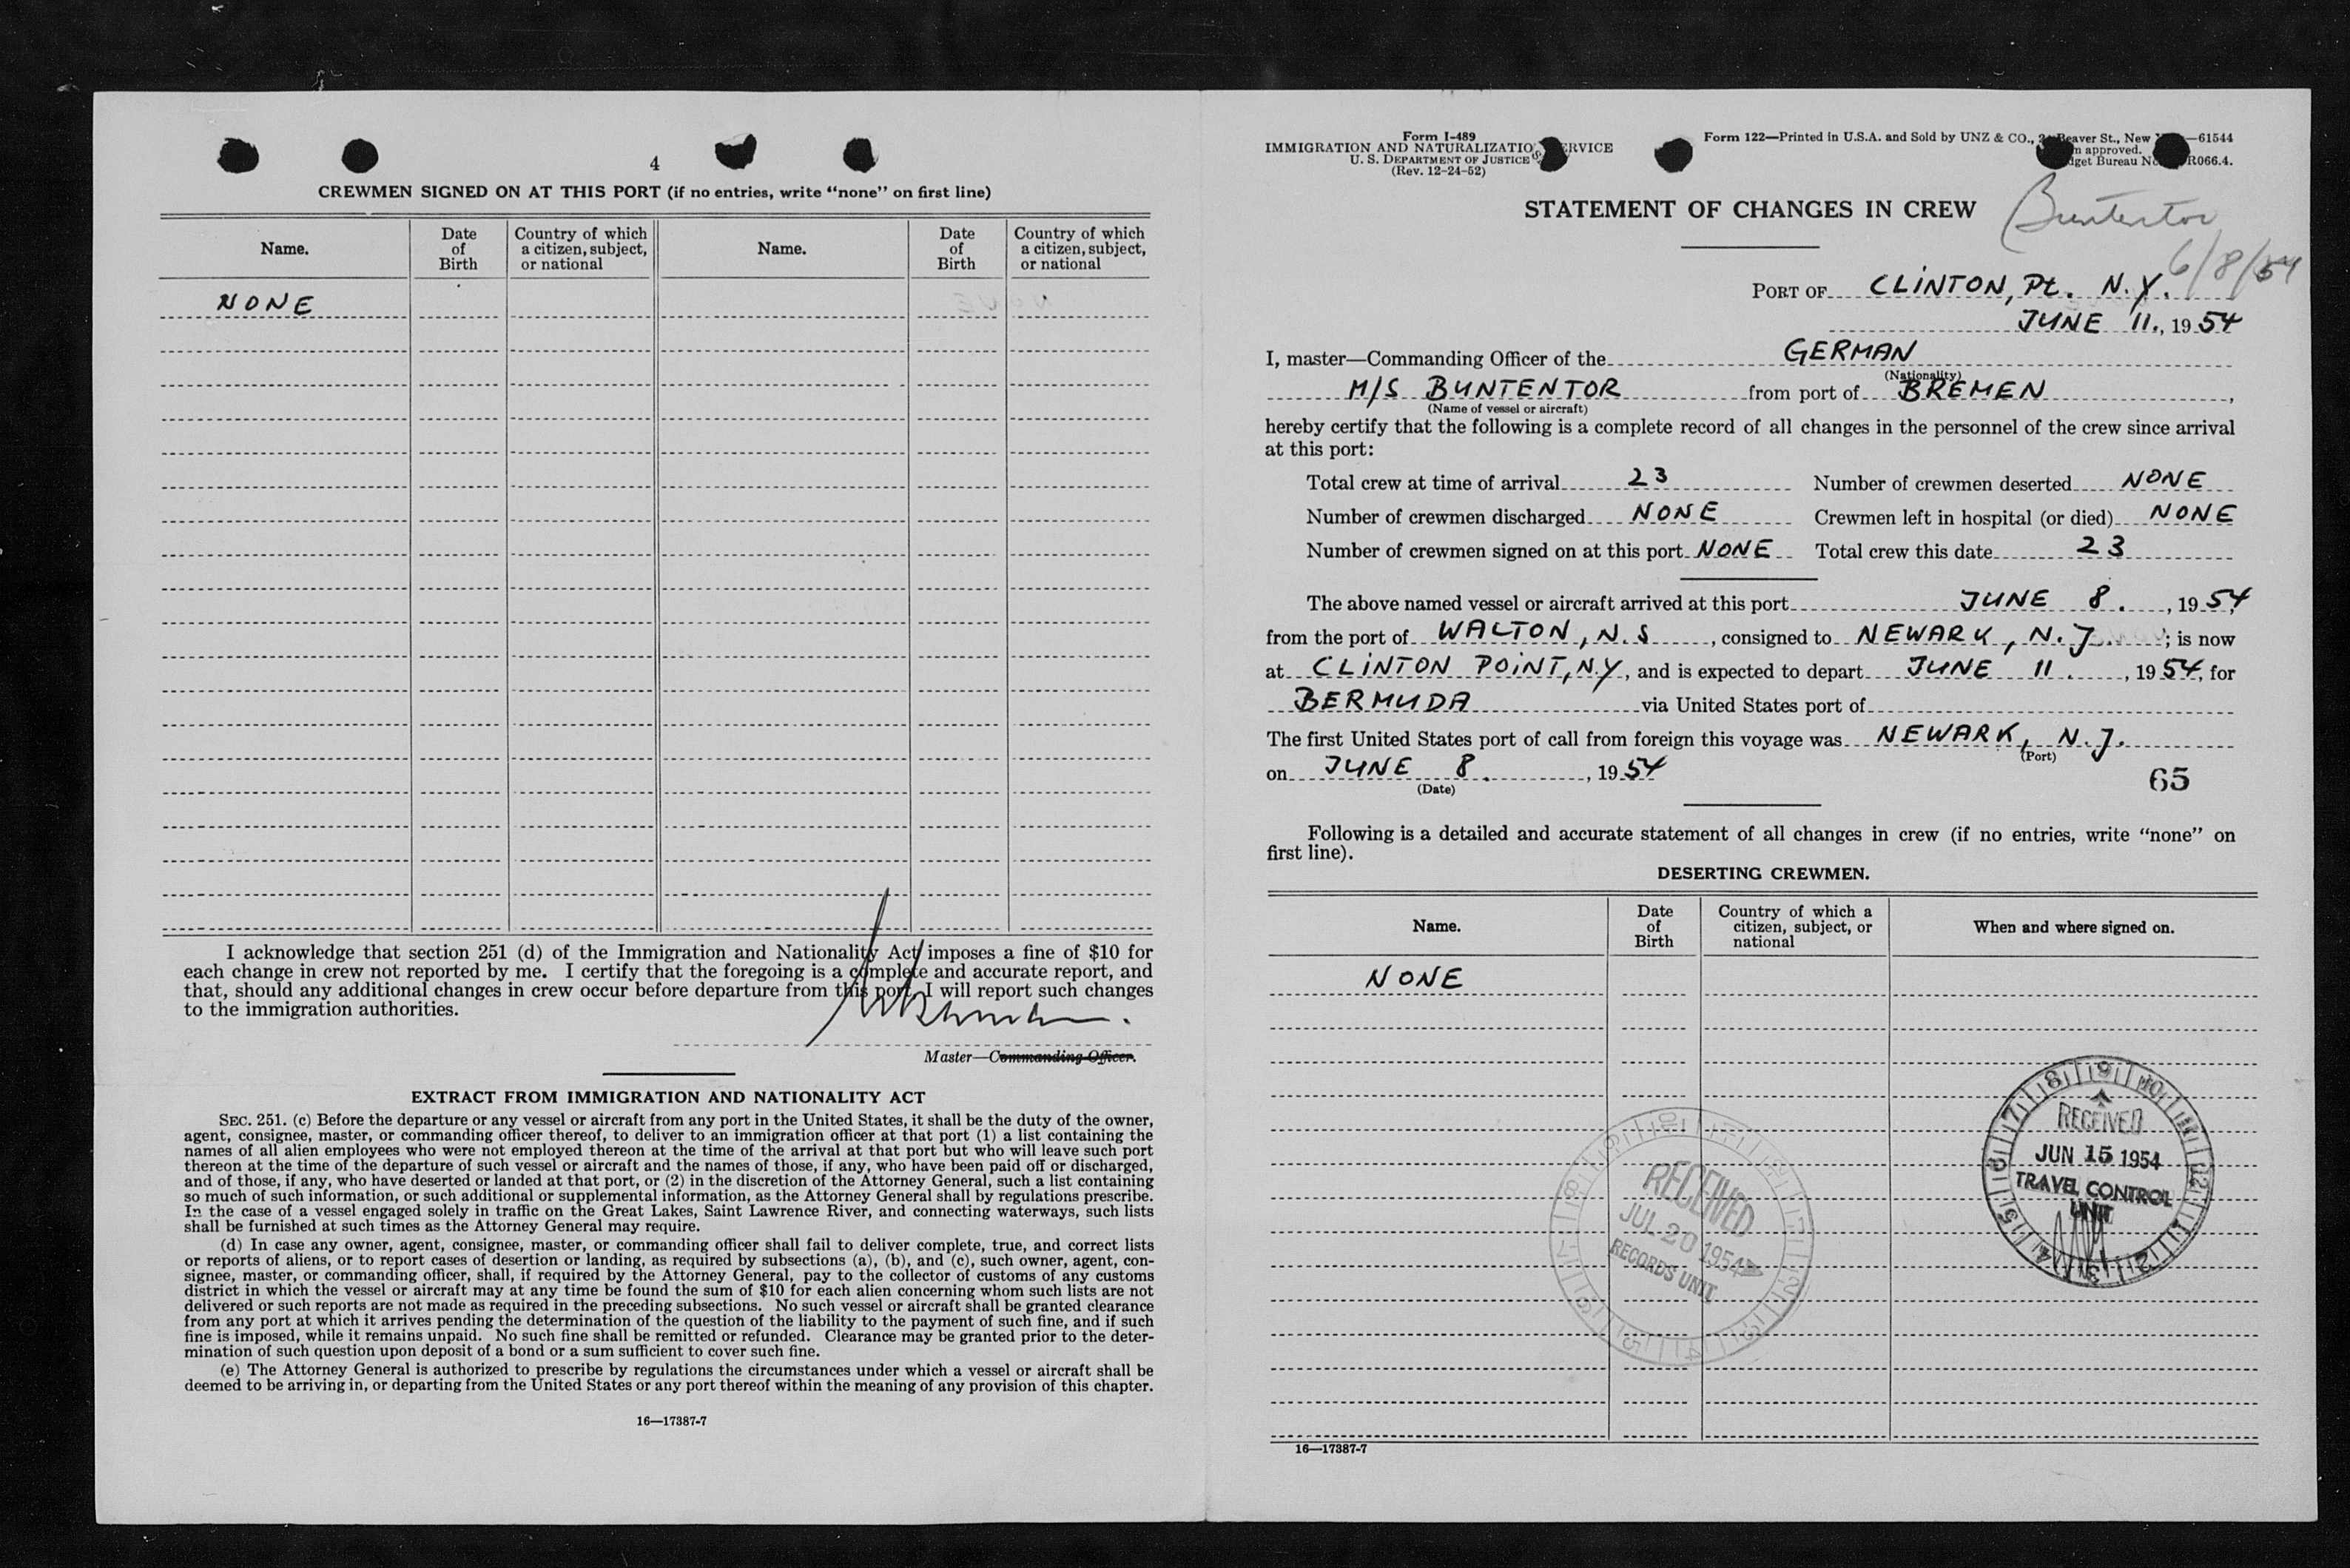 4
CREWMEN SIGNED ON AT THIS PORT (if no entries, write “none” on first line)
Name. Date of Birth Country of which a citizen, subject, or national Name. Date of Birth Country of which a citizen, subject, or national
NONE
I acknowledge that section 251 (d) of the Immigration and Nationality Act imposes a fine of $10 for
each change in crew not reported by me. I certify that the foregoing is a complete and accurate report, and
that, should any additional changes in crew occur before departure from this port, I will report such changes
to the immigration authorities.
Master—Commanding Officer.
EXTRACT FROM IMMIGRATION AND NATIONALITY ACT
SEC. 251. (c) Before the departure or any vessel or aircraft from any port in the United States, it shall be the duty of the owner,
agent, consignee, master, or commanding officer thereof, to deliver to an immigration officer at that port (1) a list containing the
names of all alien employees who were not employed thereon at the time of the arrival at that port but who will leave such port
thereon at the time of the departure of such vessel or aircraft and the names of those, if any, who have been paid off or discharged,
and of those, if any, who have deserted or landed at that port, or (2) in the discretion of the Attorney General, such a list containing
so much of such information, or such additional or supplemental information, as the Attorney General shall by regulations prescribe.
In the case of a vessel engaged solely in traffic on the Great Lakes, Saint Lawrence River, and connecting waterways, such lists
shall be furnished at such times as the Attorney General may require.
(d) In case any owner, agent, consignee, master, or commanding officer shall fail to deliver complete, true, and correct lists
or reports of aliens, or to report cases of desertion or landing, as required by subsections (a), (b), and (c), such owner, agent, con-
signee, master, or commanding officer, shall, if required by the Attorney General, pay to the collector of customs of any customs
district in which the vessel or aircraft may at any time be found the sum of $10 for each alien concerning whom such lists are not
delivered or such reports are not made as required in the preceding subsections. No such vessel or aircraft shall be granted clearance
from any port at which it arrives pending the determination of the question of the liability to the payment of such fine, and if such
fine is imposed, while it remains unpaid. No such fine shall be remitted or refunded. Clearance may be granted prior to the deter-
mination of such question upon deposit of a bond or a sum sufficient to cover such fine.
(e) The Attorney General is authorized to prescribe by regulations the circumstances under which a vessel or aircraft shall be
deemed to be arriving in, or departing from the United States or any port thereof within the meaning of any provision of this chapter.
16—17387-7
Form I-489
IMMIGRATION AND NATURALIZATIO RVICE
U. S. DEPARTMENT OF JUSTICE
(Rev. 12-24-52)
Form 122—Printed in U.S.A. and Sold by UNZ & CO., eaver St., New —61544
approved.
get Bureau No R066.4.
STATEMENT OF CHANGES IN CREW
Buntentor
6/8/54
PORT OF CLINTON, Pt. N.Y.
JUNE 11., 1954
I, master—Commanding Officer of the GERMAN
(Nationality)
M/S BUNTENTOR from port of BREMEN,
(Name of vessel or aircraft)
hereby certify that the following is a complete record of all changes in the personnel of the crew since arrival
at this port:
Total crew at time of arrival 23 Number of crewmen deserted NONE
Number of crewmen discharged NONE Crewmen left in hospital (or died) NONE
Number of crewmen signed on at this port NONE Total crew this date 23
The above named vessel or aircraft arrived at this port JUNE 8., 1954,
from the port of WALTON, N.S, consigned to NEWARK, N.J.; is now
at CLINTON POINT, N.Y, and is expected to depart JUNE 11., 1954, for
BERMUDA via United States port of
The first United States port of call from foreign this voyage was NEWARK, N.J.
(Port)
on JUNE 8., 1954
(Date)
65
Following is a detailed and accurate statement of all changes in crew (if no entries, write “none” on
first line).
DESERTING CREWMEN.
Name. Date of Birth Country of which a citizen, subject, or national When and where signed on.
NONE
RECEIVED
JUN 15 1954
TRAVEL CONTROL
UNIT
RECEIVED
JUL 20 1954
RECORDS UNIT
16—17387-7